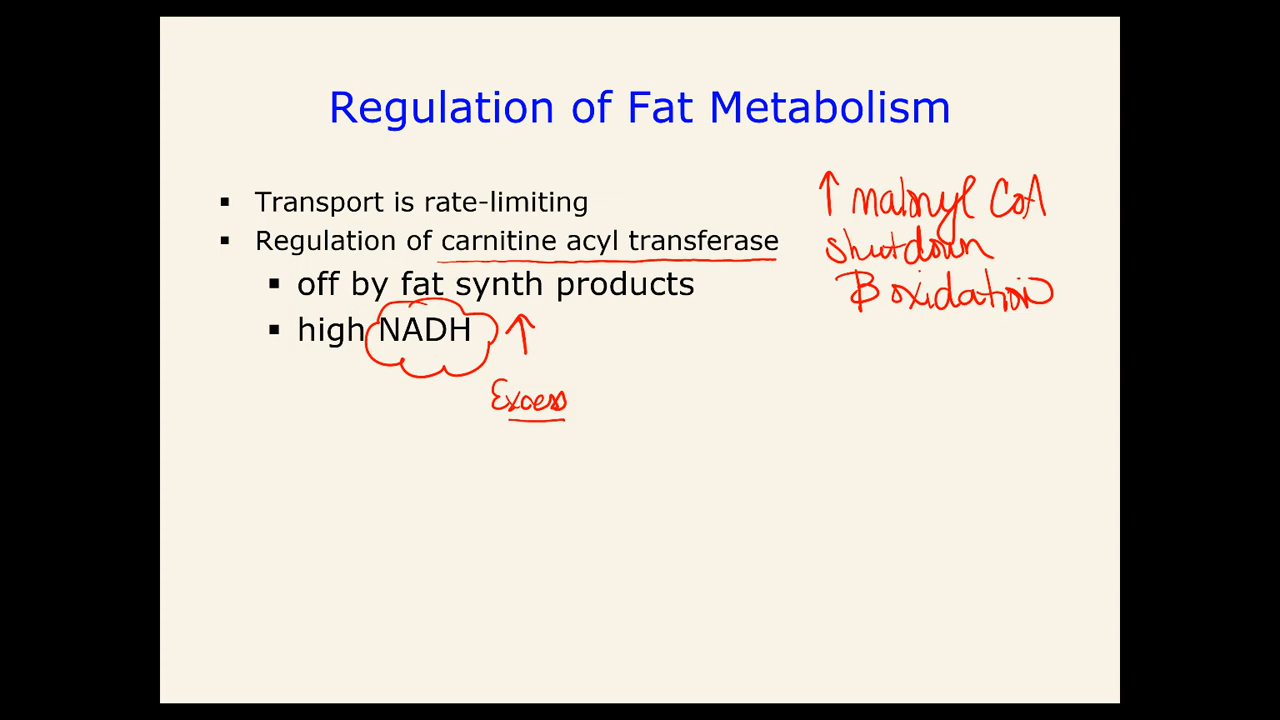 Regulation of Fat Metabolism
▪ Transport is rate-limiting
▪ Regulation of carnitine acyl transferase
▪ off by fat synth products
▪ high NADH ↑
Excess
↑ malonyl CoA
shutdown
B oxidation